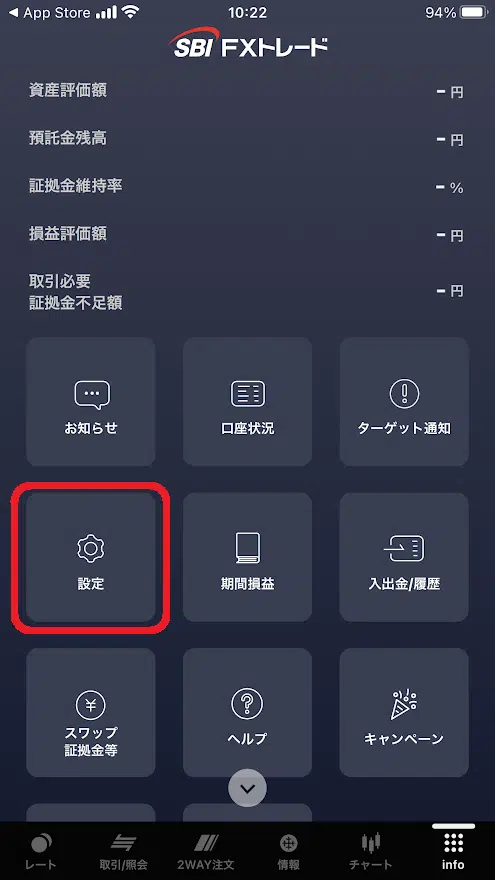 ◀ App Store 10:22 94%
SBI FXトレード
資産評価額 - 円
預託金残高 - 円
証拠金維持率 - %
損益評価額 - 円
取引必要
証拠金不足額 - 円
お知らせ 口座状況 ターゲット通知
設定 期間損益 入出金/履歴
スワップ
証拠金等 ヘルプ キャンペーン
レート 取引/照会 2WAY注文 情報 チャート info